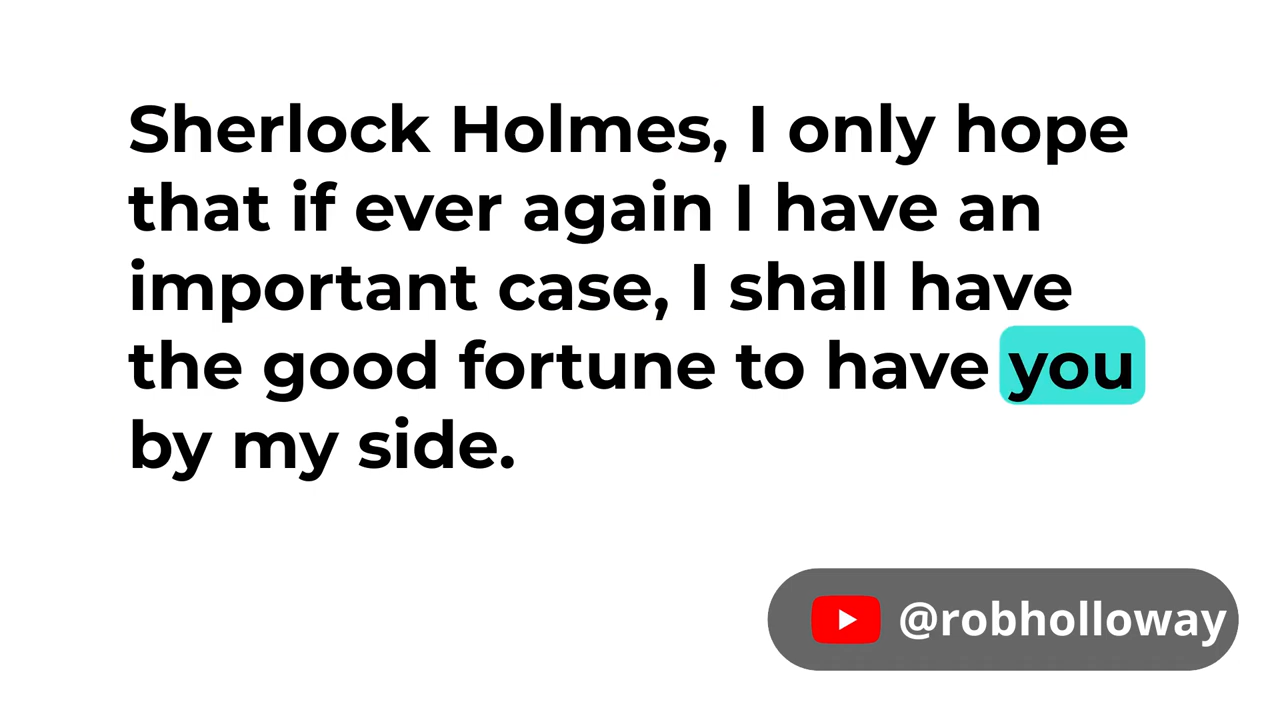 Sherlock Holmes, I only hope
that if ever again I have an
important case, I shall have
the good fortune to have you
by my side.
@robholloway